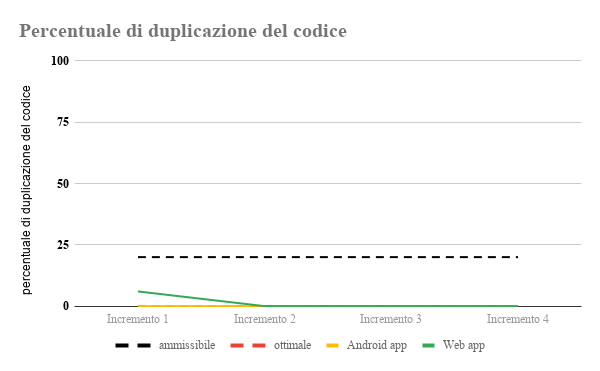 Percentuale di duplicazione del codice
percentuale di duplicazione del codice
100
75
50
25
0
Incremento 1 Incremento 2 Incremento 3 Incremento 4
ammissibile ottimale Android app Web app